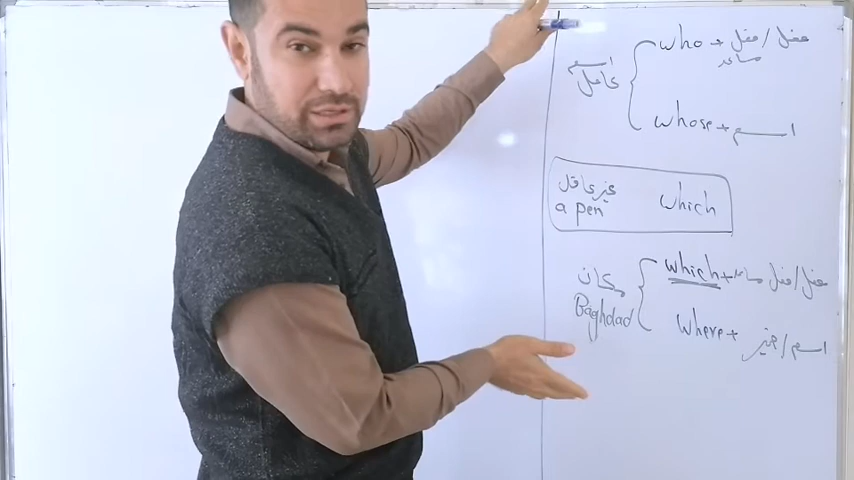 اسم عاقل
who + فعل / فعل مساعد
whose + اسم
غير عاقل
which
a pen
مكان
Baghdad
which + فعل / فعل مساعد
where + اسم / ضمير